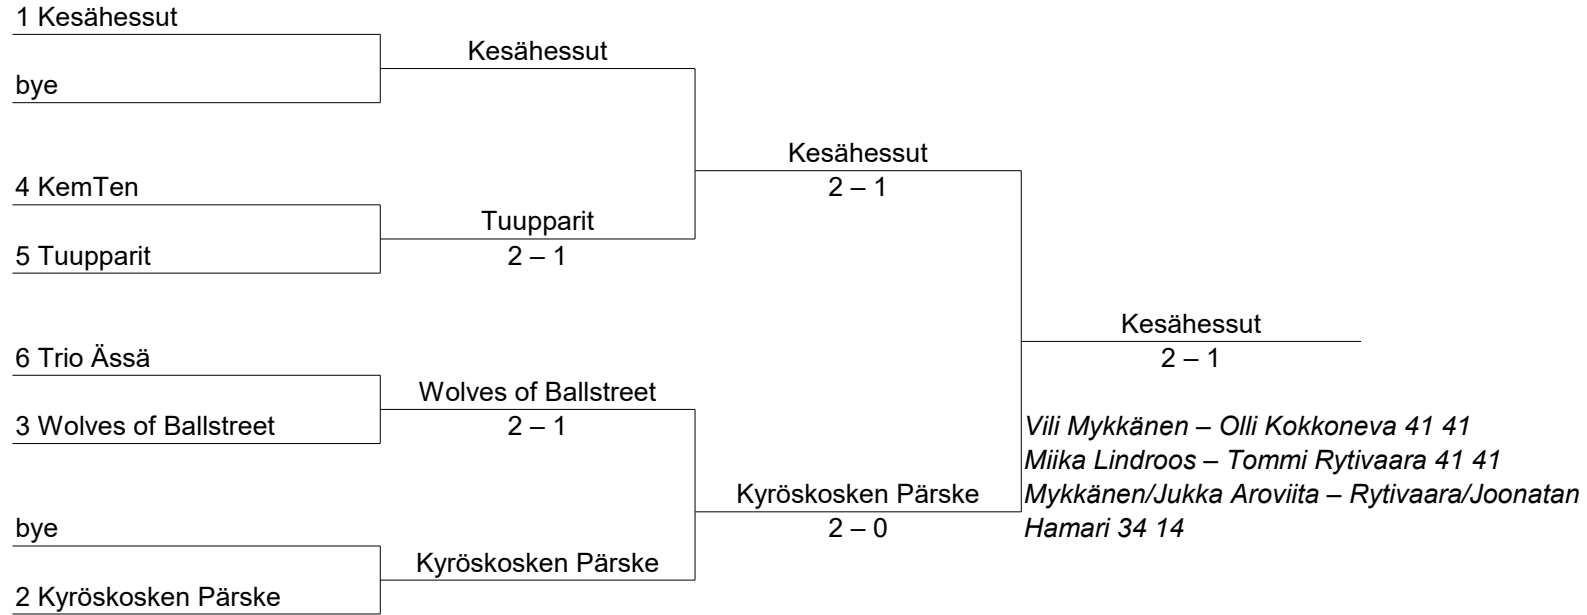 1 Kesähessut
Kesähessut
bye
Kesähessut
4 KemTen
2 – 1
Tuupparit
5 Tuupparit
2 – 1
Kesähessut
6 Trio Ässä
2 – 1
Wolves of Ballstreet
3 Wolves of Ballstreet
2 – 1
Vili Mykkänen – Olli Kokkoneva 41 41
Miika Lindroos – Tommi Rytivaara 41 41
Kyröskosken Pärske
Mykkänen/Jukka Aroviita – Rytivaara/Joonatan
bye
2 – 0
Hamari 34 14
Kyröskosken Pärske
2 Kyröskosken Pärske